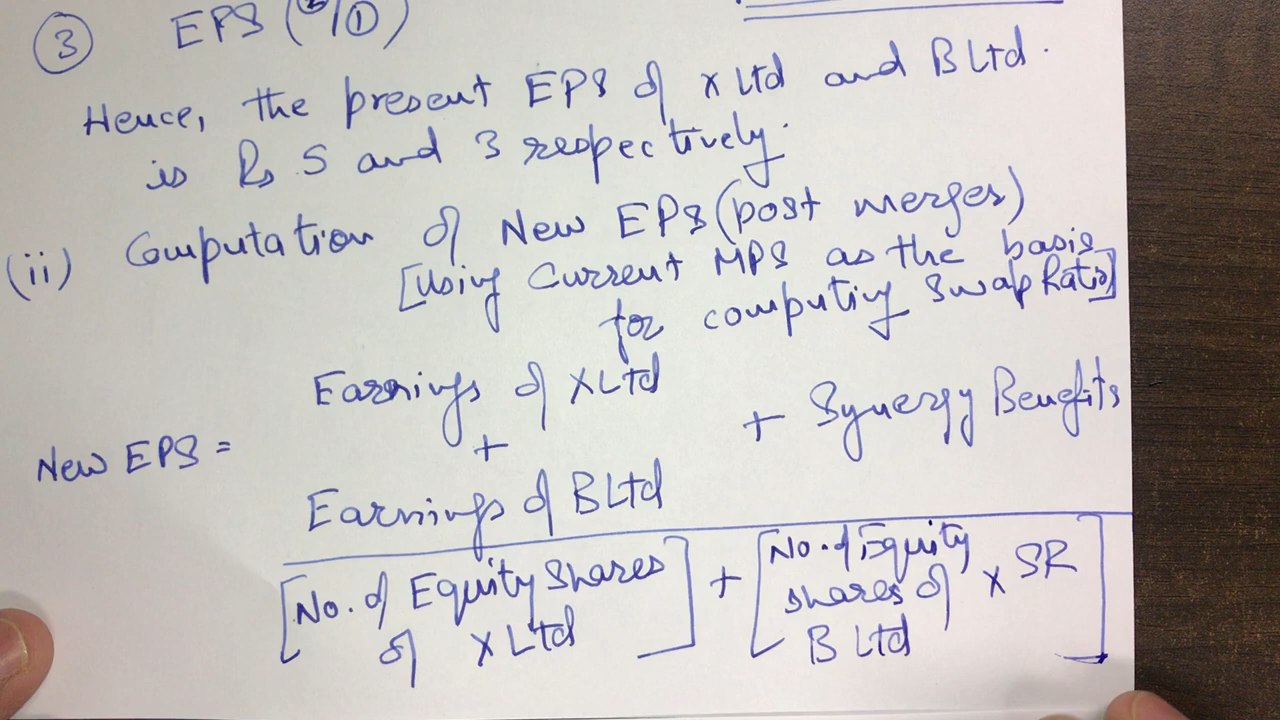 ③ EPS (②/①)
Hence, the present EPS of X Ltd and B Ltd.
is Rs 5 and 3 respectively.
(ii) Computation of New EPS (post merger)
[Using Current MPS as the basis
for computing Swap Ratio]
Earnings of X Ltd
+ + Synergy Benefits
New EPS =
Earnings of B Ltd
[No. of Equity Shares + [No. of Equity
shares of × SR]
of X Ltd]
B Ltd